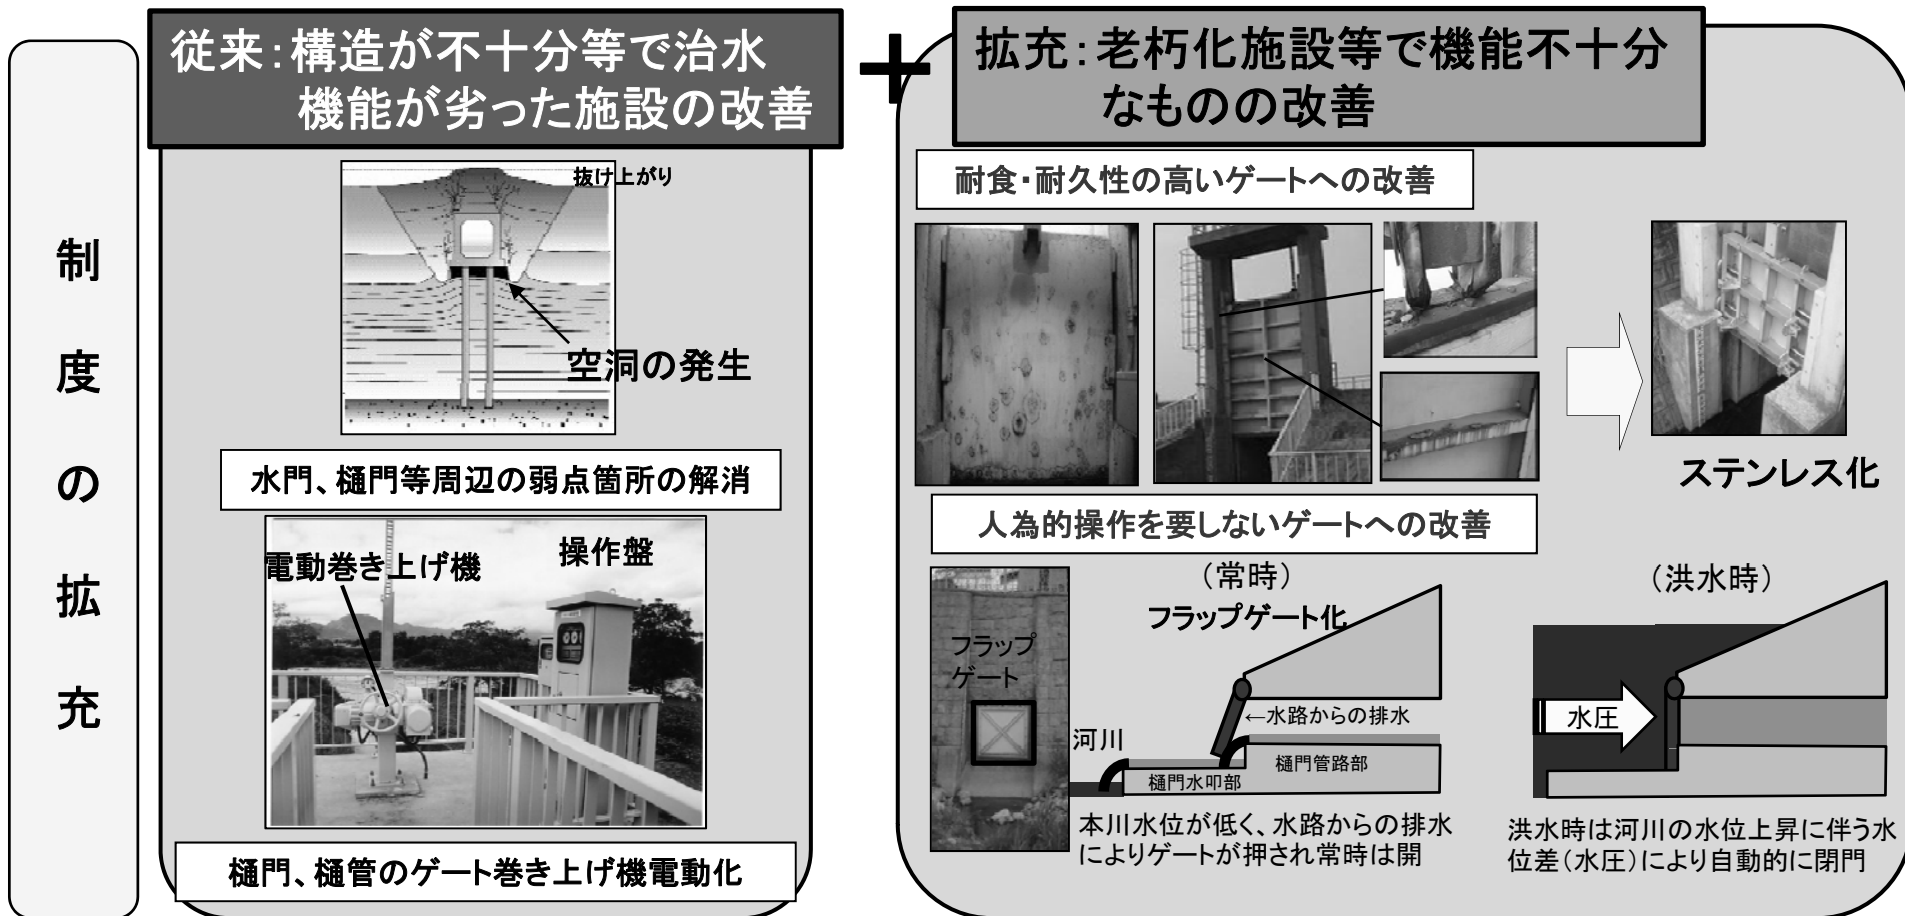 制度の拡充
従来：構造が不十分等で治水
機能が劣った施設の改善
抜け上がり
空洞の発生
水門、樋門等周辺の弱点箇所の解消
電動巻き上げ機
操作盤
樋門、樋管のゲート巻き上げ機電動化
＋
拡充：老朽化施設等で機能不十分
なものの改善
耐食・耐久性の高いゲートへの改善
ステンレス化
人為的操作を要しないゲートへの改善
フラップ
ゲート
（常時）
フラップゲート化
←水路からの排水
河川
樋門水叩部
樋門管路部
本川水位が低く、水路からの排水
によりゲートが押され常時は開
（洪水時）
水圧
洪水時は河川の水位上昇に伴う水
位差（水圧）により自動的に閉門